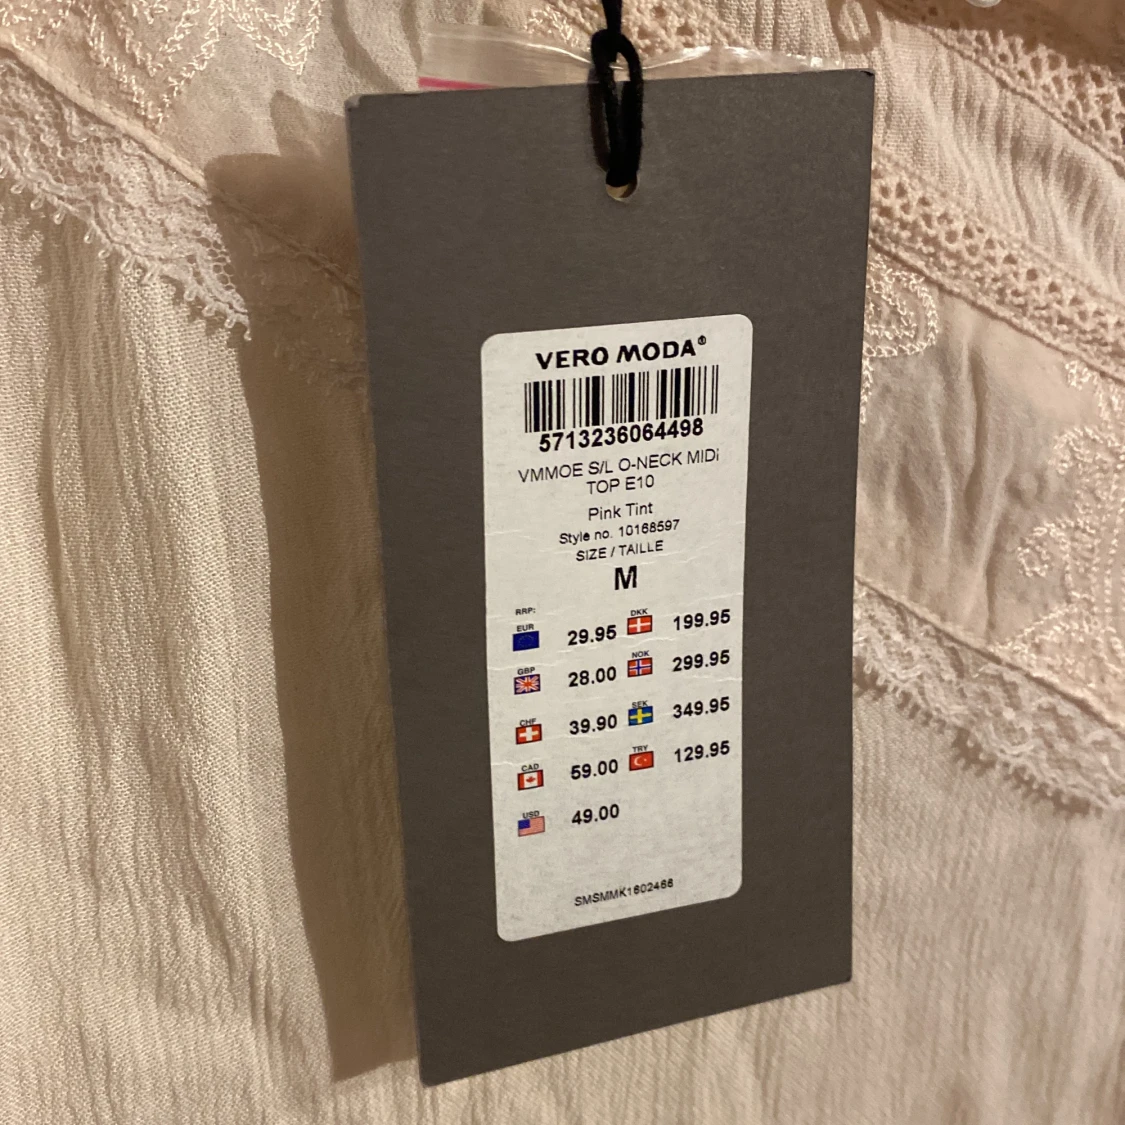 VERO MODA®
5713236064498
VMMOE S/L O-NECK MIDi
TOP E10
Pink Tint
Style no. 10168597
SIZE / TAILLE
M
RRP:
EUR 29.95 DKK 199.95
GBP 28.00 NOK 299.95
CHF 39.90 SEK 349.95
CAD 59.00 TRY 129.95
USD 49.00
SMSMMK1602466